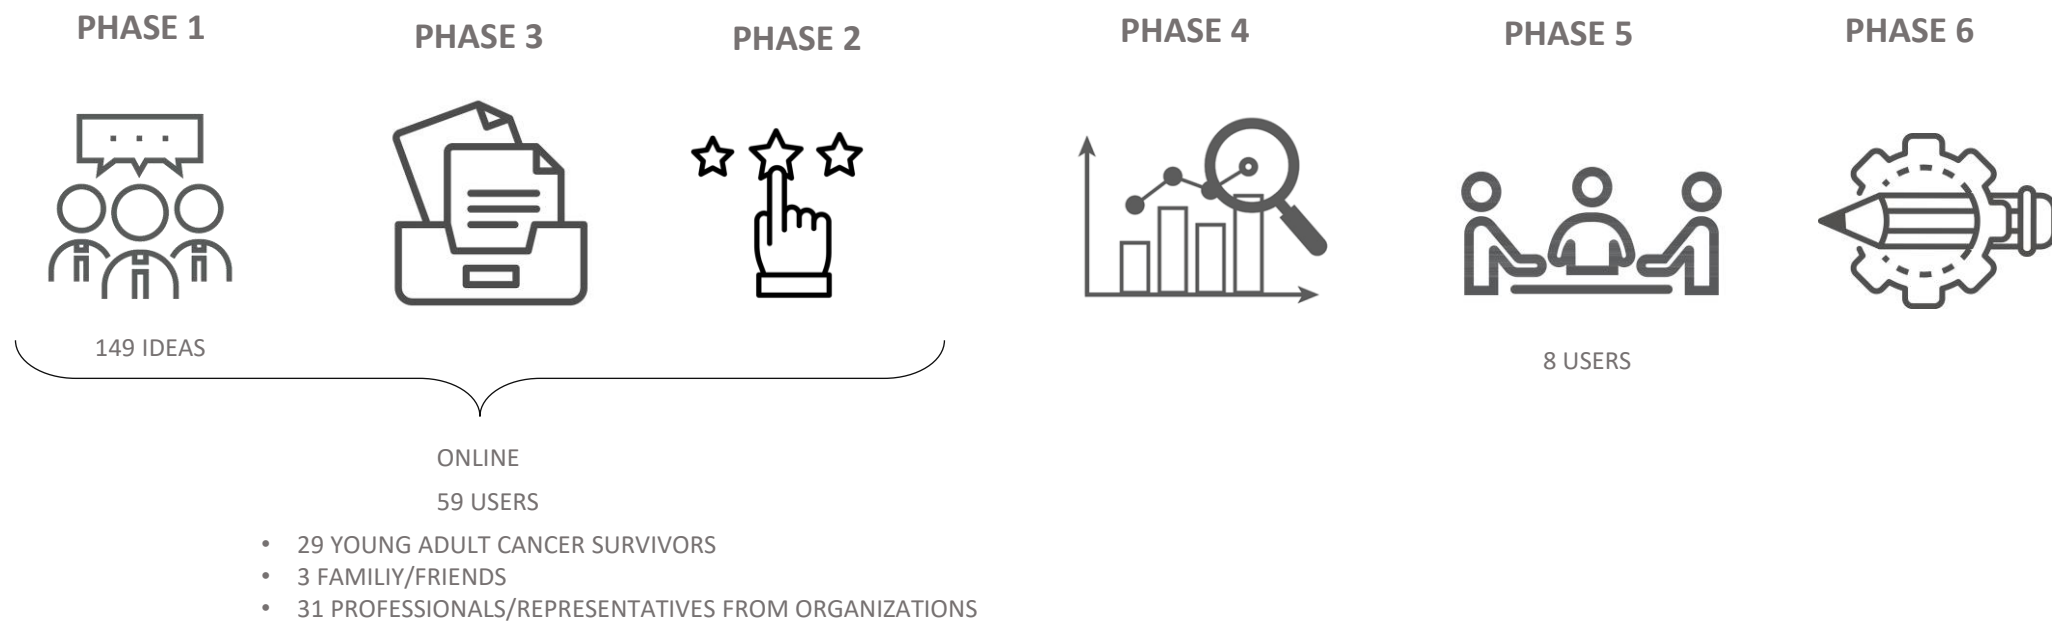 PHASE 1
PHASE 3
PHASE 2
PHASE 4
PHASE 5
PHASE 6
149 IDEAS
8 USERS
ONLINE
59 USERS
• 29 YOUNG ADULT CANCER SURVIVORS
• 3 FAMILIY/FRIENDS
• 31 PROFESSIONALS/REPRESENTATIVES FROM ORGANIZATIONS